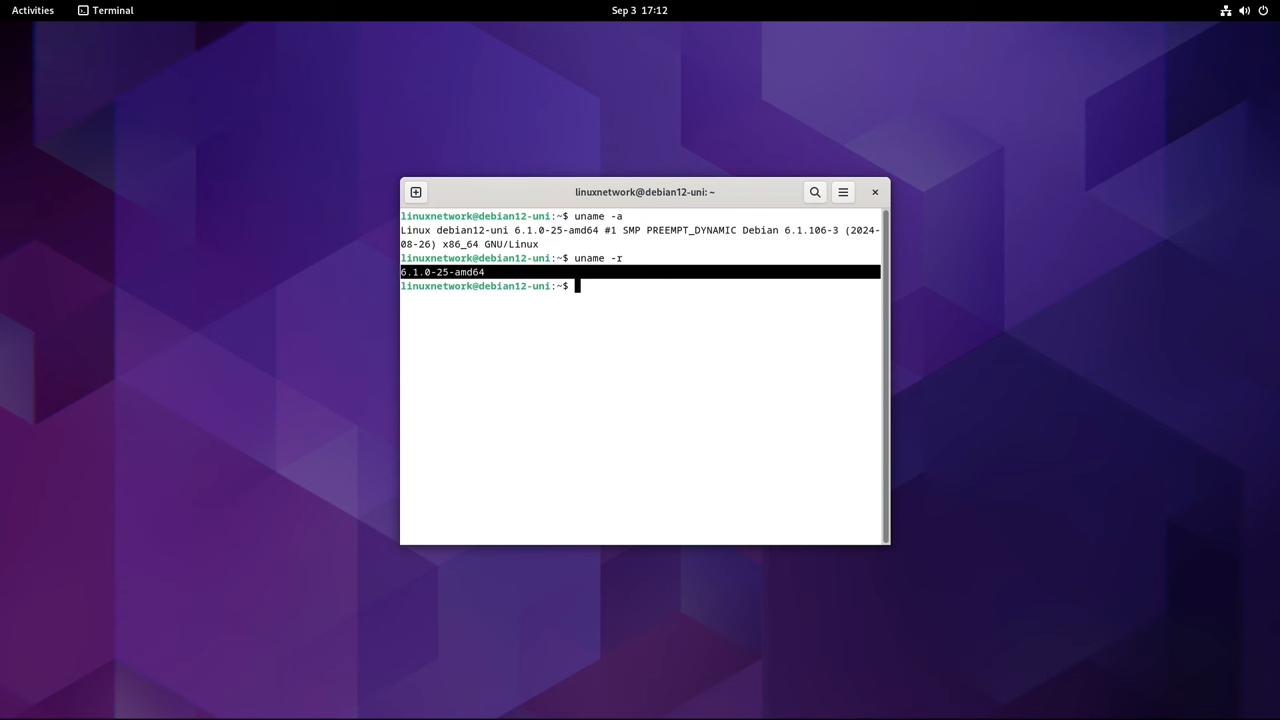 Activities
Terminal
Sep 3 17:12
linuxnetwork@debian12-uni: ~
linuxnetwork@debian12-uni:~$ uname -a
Linux debian12-uni 6.1.0-25-amd64 #1 SMP PREEMPT_DYNAMIC Debian 6.1.106-3 (2024-
08-26) x86_64 GNU/Linux
linuxnetwork@debian12-uni:~$ uname -r
6.1.0-25-amd64
linuxnetwork@debian12-uni:~$